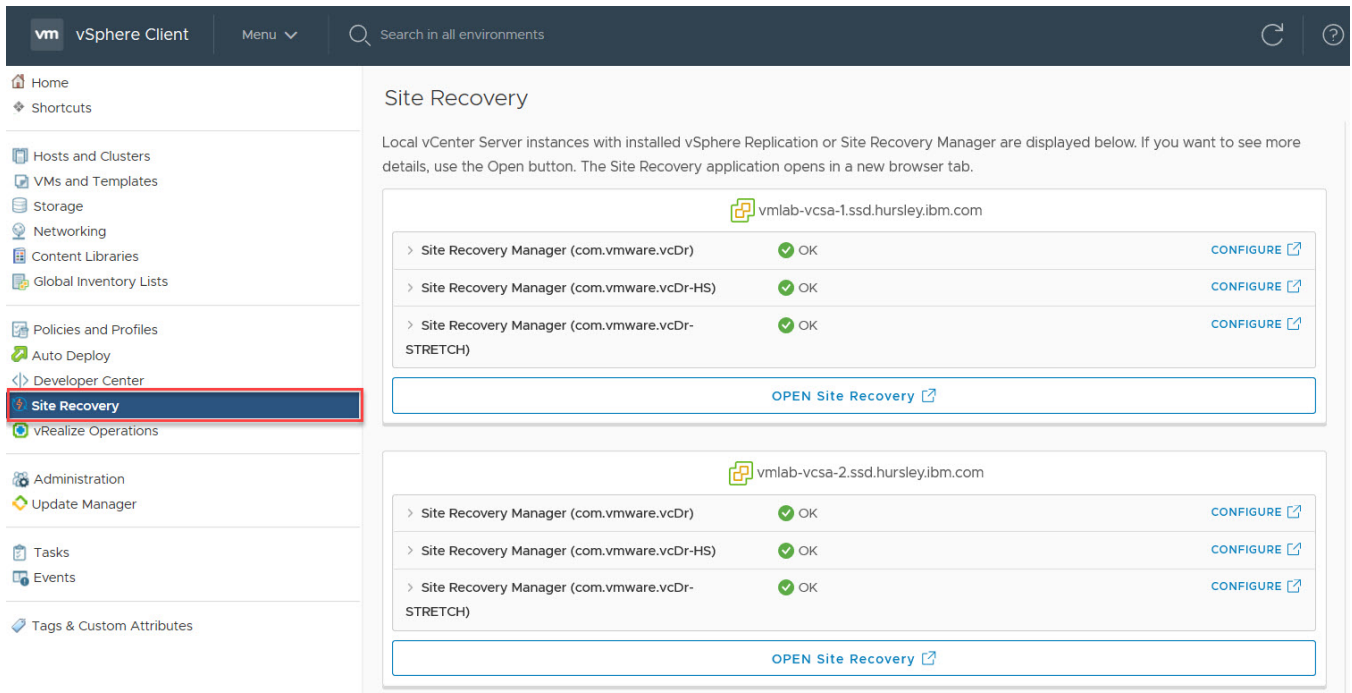 vm vSphere Client Menu Search in all environments
Home
Shortcuts
Hosts and Clusters
VMs and Templates
Storage
Networking
Content Libraries
Global Inventory Lists
Policies and Profiles
Auto Deploy
Developer Center
Site Recovery
vRealize Operations
Administration
Update Manager
Tasks
Events
Tags & Custom Attributes
Site Recovery
Local vCenter Server instances with installed vSphere Replication or Site Recovery Manager are displayed below. If you want to see more
details, use the Open button. The Site Recovery application opens in a new browser tab.
vmlab-vcsa-1.ssd.hursley.ibm.com
Site Recovery Manager (com.vmware.vcDr) OK CONFIGURE
Site Recovery Manager (com.vmware.vcDr-HS) OK CONFIGURE
Site Recovery Manager (com.vmware.vcDr- OK CONFIGURE
STRETCH)
OPEN Site Recovery
vmlab-vcsa-2.ssd.hursley.ibm.com
Site Recovery Manager (com.vmware.vcDr) OK CONFIGURE
Site Recovery Manager (com.vmware.vcDr-HS) OK CONFIGURE
Site Recovery Manager (com.vmware.vcDr- OK CONFIGURE
STRETCH)
OPEN Site Recovery